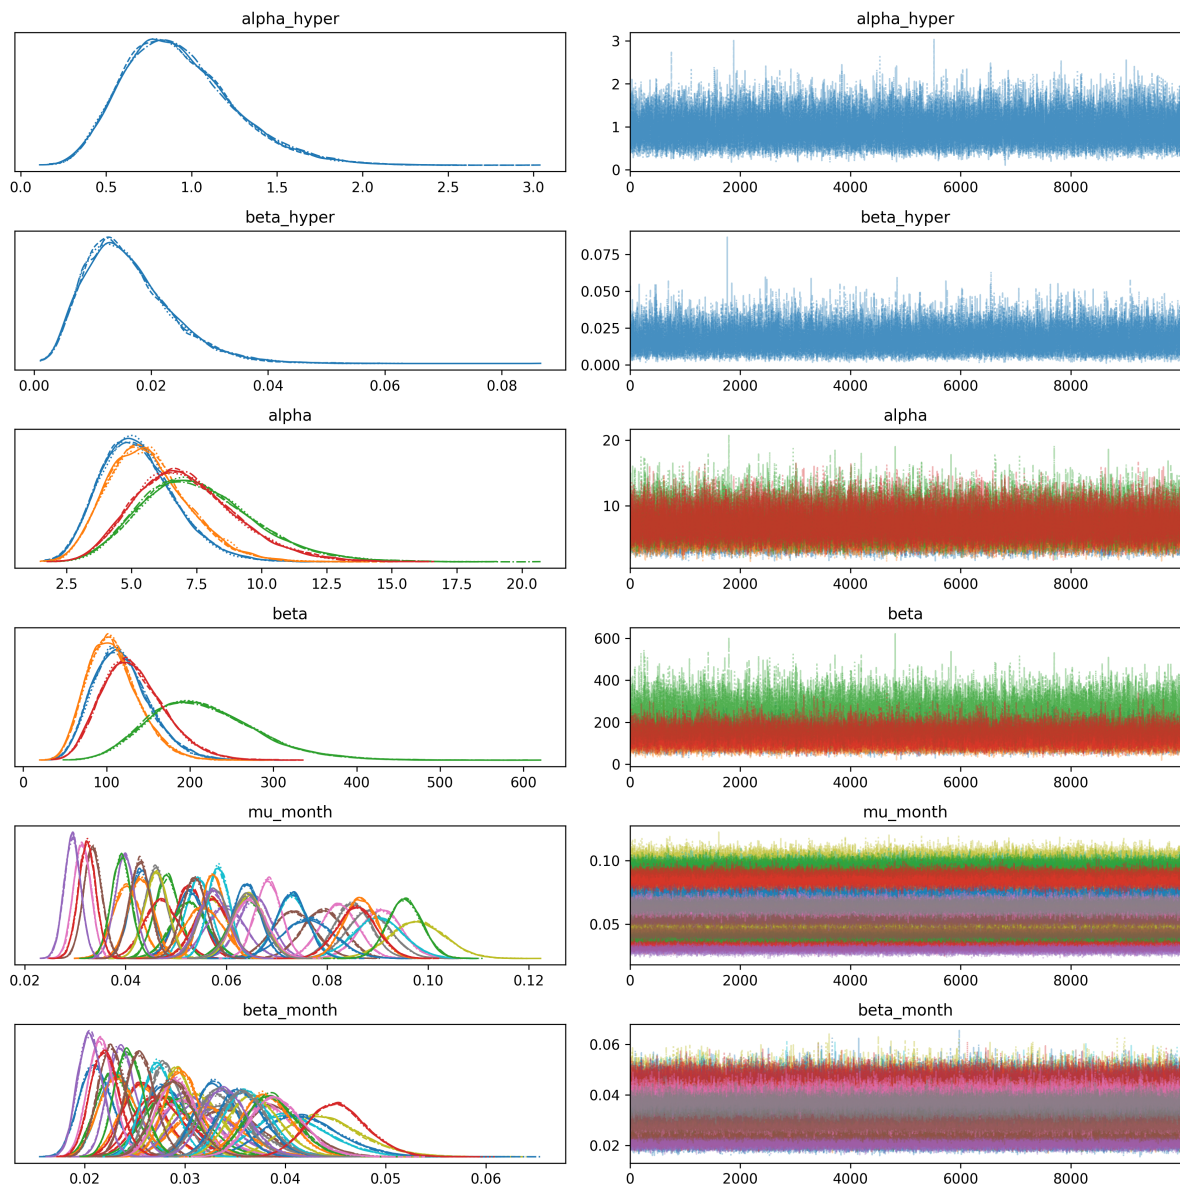 alpha_hyper alpha_hyper
3
2
1
0
0.0 0.5 1.0 1.5 2.0 2.5 3.0 0 2000 4000 6000 8000
beta_hyper beta_hyper
0.075
0.050
0.025
0.000
0.00 0.02 0.04 0.06 0.08 0 2000 4000 6000 8000
alpha alpha
20
10
2.5 5.0 7.5 10.0 12.5 15.0 17.5 20.0 0 2000 4000 6000 8000
beta beta
600
400
200
0
0 100 200 300 400 500 600 0 2000 4000 6000 8000
mu_month mu_month
0.10
0.05
0.02 0.04 0.06 0.08 0.10 0.12 0 2000 4000 6000 8000
beta_month beta_month
0.06
0.04
0.02
0.02 0.03 0.04 0.05 0.06 0 2000 4000 6000 8000